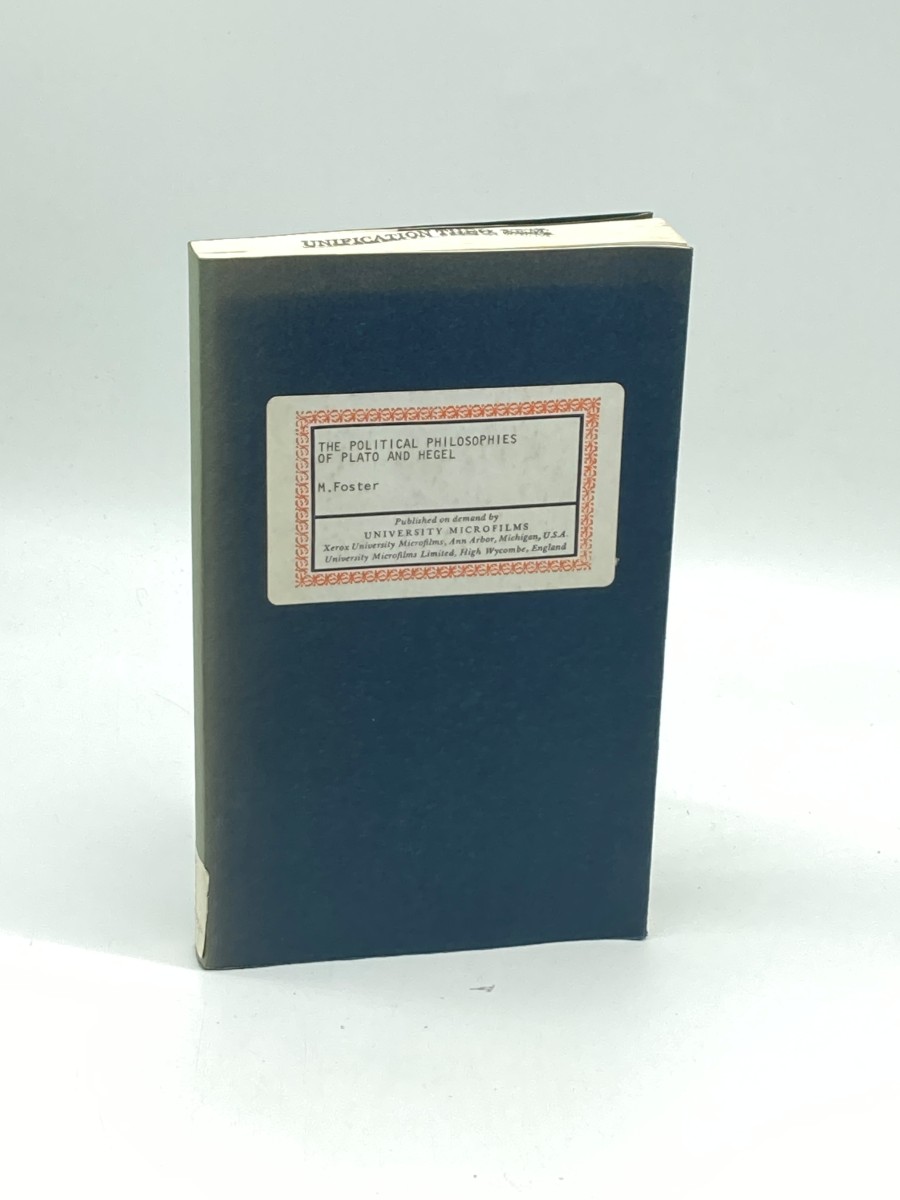 UNIFICATION
THE POLITICAL PHILOSOPHIES
OF PLATO AND HEGEL
M.Foster
Published on demand by
UNIVERSITY MICROFILMS
Xerox University Microfilms, Ann Arbor, Michigan, U.S.A.
University Microfilms Limited, High Wycombe, England